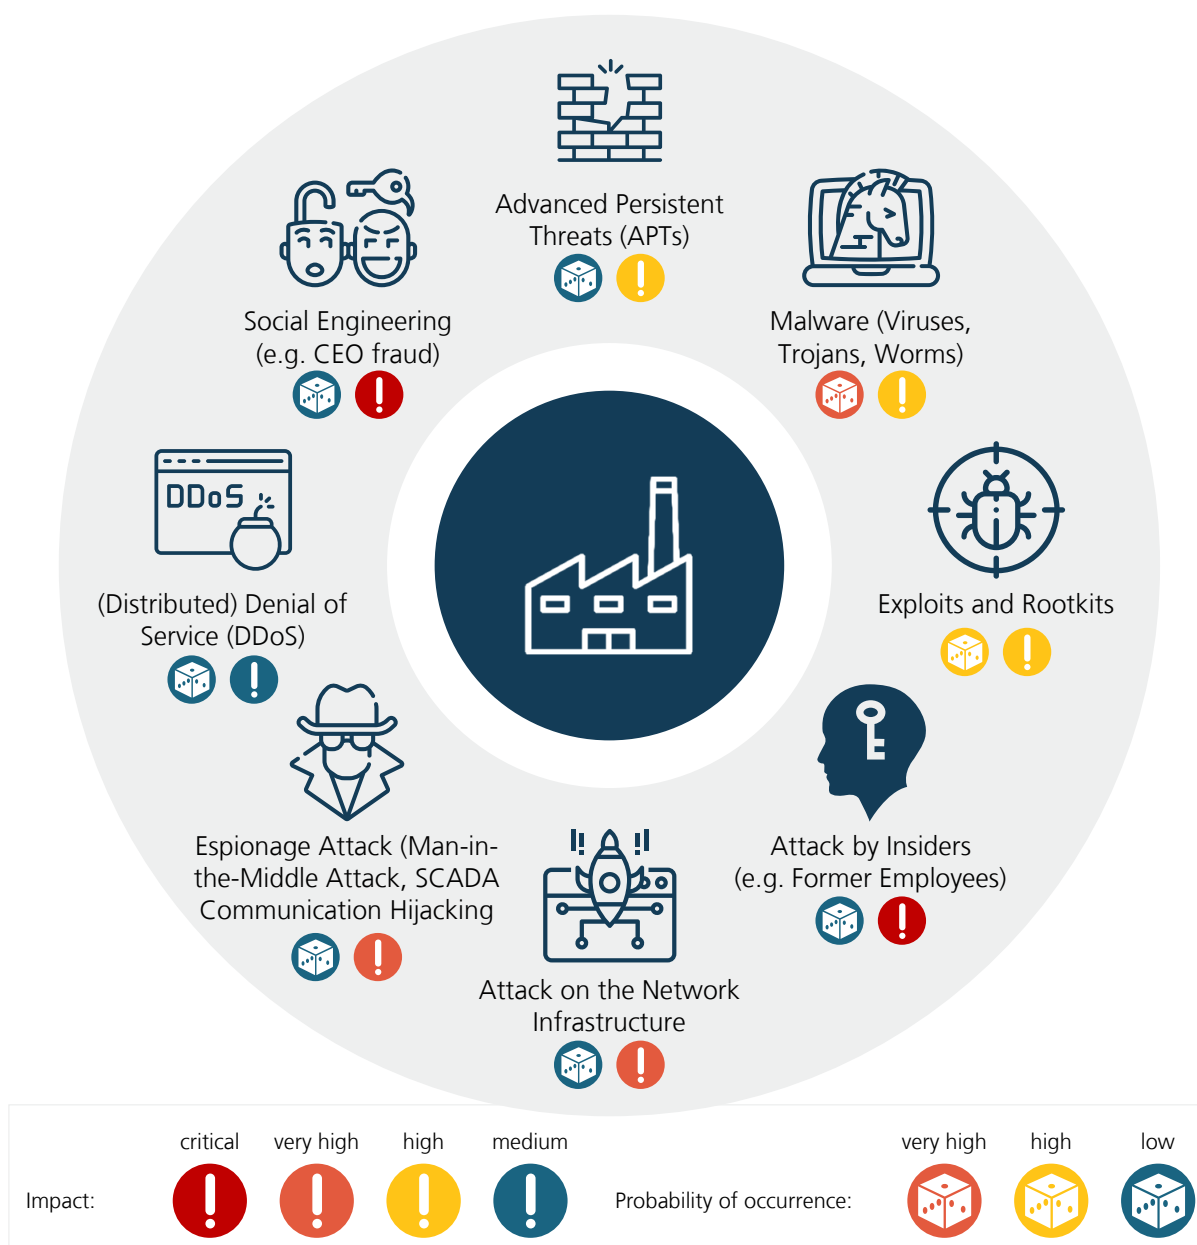 Advanced Persistent
Threats (APTs)
Social Engineering
(e.g. CEO fraud)
Malware (Viruses,
Trojans, Worms)
DDoS
(Distributed) Denial of
Service (DDoS)
Exploits and Rootkits
Espionage Attack (Man-in-
the-Middle Attack, SCADA
Communication Hijacking
Attack by Insiders
(e.g. Former Employees)
Attack on the Network
Infrastructure
critical very high high medium
Impact:
very high high low
Probability of occurrence: